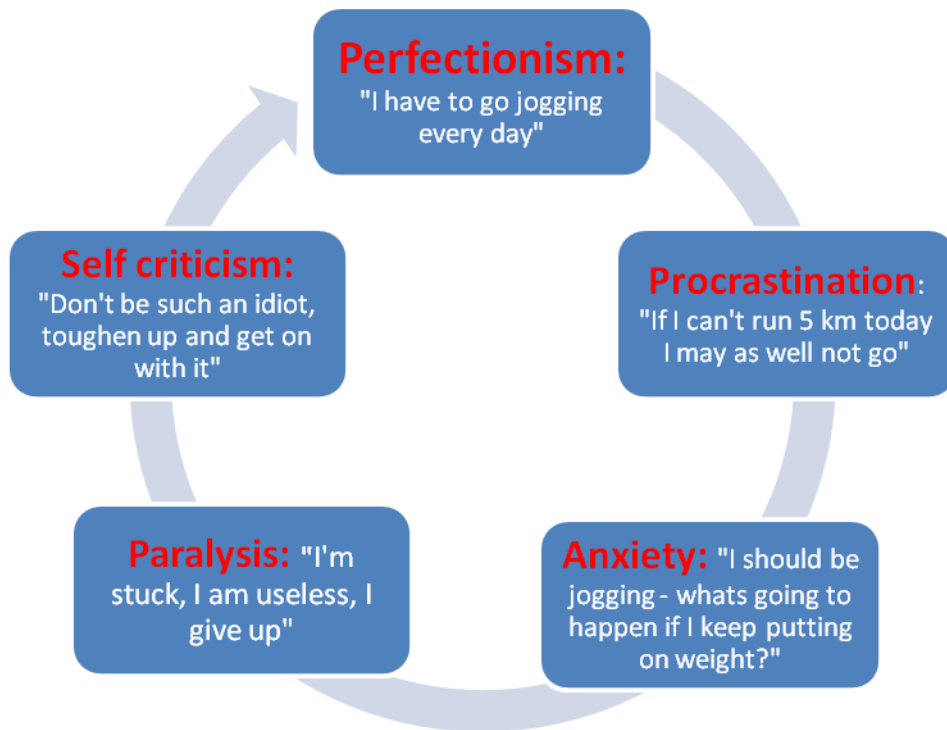 Perfectionism:
"I have to go jogging
every day"
Procrastination:
"If I can't run 5 km today
I may as well not go"
Anxiety: "I should be
jogging - whats going to
happen if I keep putting
on weight?"
Paralysis: "I'm
stuck, I am useless, I
give up"
Self criticism:
"Don't be such an idiot,
toughen up and get on
with it"